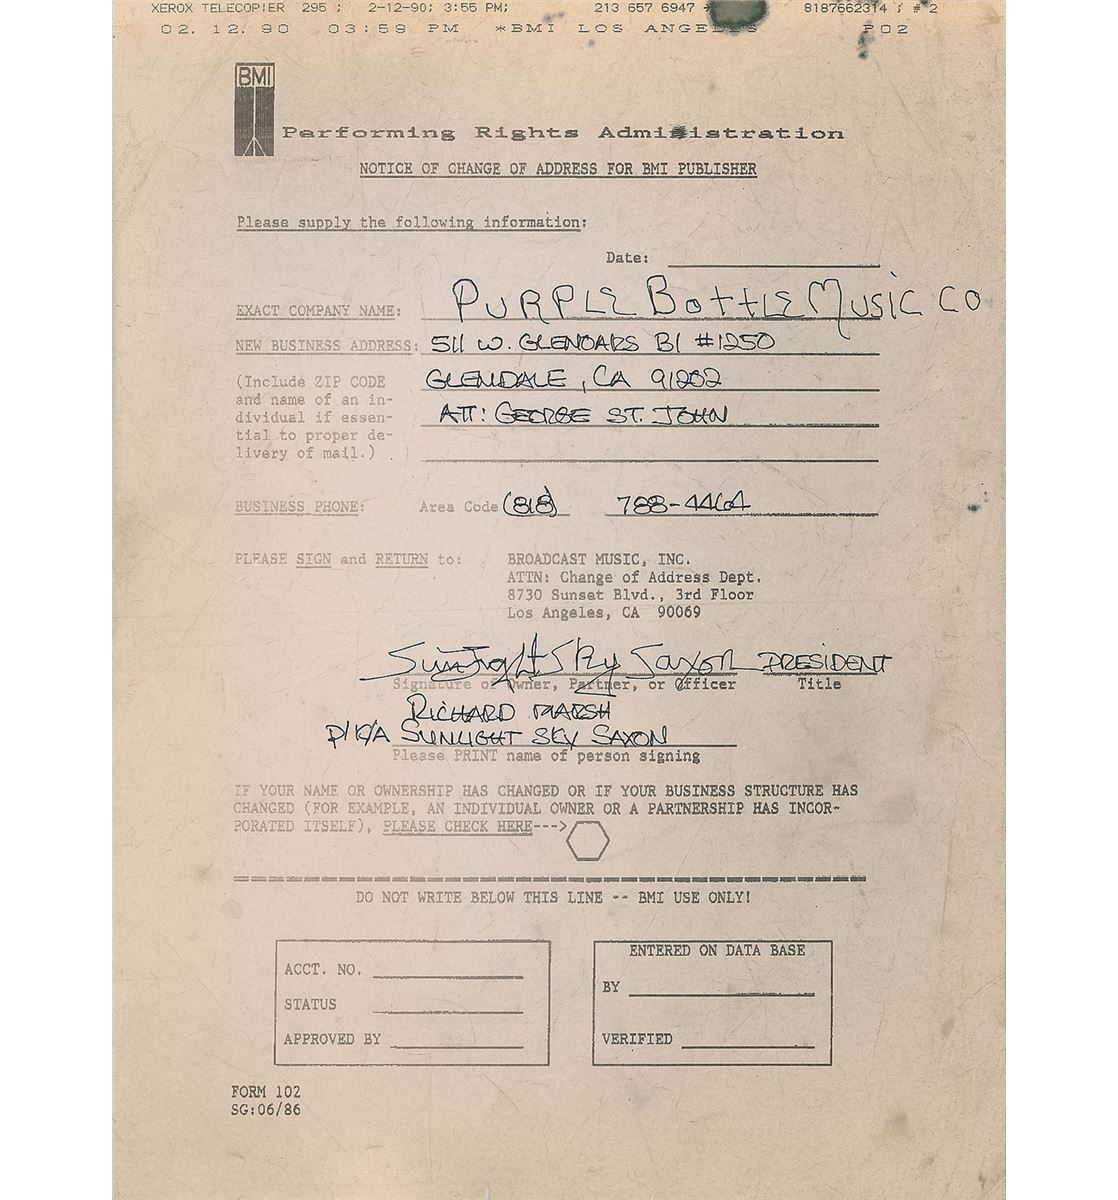 XEROX TELECOPIER 295 ; 2-12-90; 3:55 PM; 213 657 6947 → 8187662314 ; # 2
02. 12. 90 03:59 PM *BMI LOS ANGELES P02
BMI
Performing Rights Administration
NOTICE OF CHANGE OF ADDRESS FOR BMI PUBLISHER
Please supply the following information:
Date:
EXACT COMPANY NAME: PURPLE BOTTLE MUSIC CO
NEW BUSINESS ADDRESS: 511 W. GLENOAKS Bl #1250
(Include ZIP CODE GLENDALE, CA 91202
and name of an in-
dividual if essen- ATT: GEORGE ST. JOHN
tial to proper de-
livery of mail.)
BUSINESS PHONE: Area Code (818) 788-4464
PLEASE SIGN and RETURN to: BROADCAST MUSIC, INC.
ATTN: Change of Address Dept.
8730 Sunset Blvd., 3rd Floor
Los Angeles, CA 90069
Sunlight Sky Saxon PRESIDENT
Signature of Owner, Partner, or Officer Title
RICHARD MARSH
P/K/A SUNLIGHT SKY SAXON
Please PRINT name of person signing
IF YOUR NAME OR OWNERSHIP HAS CHANGED OR IF YOUR BUSINESS STRUCTURE HAS
CHANGED (FOR EXAMPLE, AN INDIVIDUAL OWNER OR A PARTNERSHIP HAS INCOR-
PORATED ITSELF), PLEASE CHECK HERE--->
DO NOT WRITE BELOW THIS LINE -- BMI USE ONLY!
ENTERED ON DATA BASE
ACCT. NO.
BY
STATUS
APPROVED BY
VERIFIED
FORM 102
SG:06/86